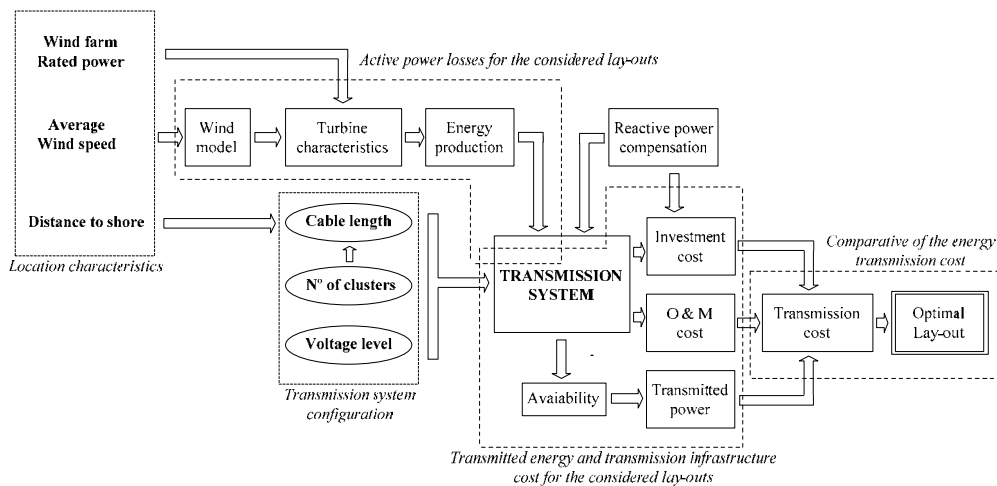 Wind farm
Rated power
Active power losses for the considered lay-outs
Average
Wind speed
Wind
model
Turbine
characteristics
Energy
production
Reactive power
compensation
Distance to shore
Location characteristics
Cable length
Nº of clusters
Voltage level
Transmission system
configuration
TRANSMISSION
SYSTEM
Investment
cost
O & M
cost
Avaiability
Transmitted
power
Comparative of the energy
transmission cost
Transmission
cost
Optimal
Lay-out
Transmitted energy and transmission infrastructure
cost for the considered lay-outs